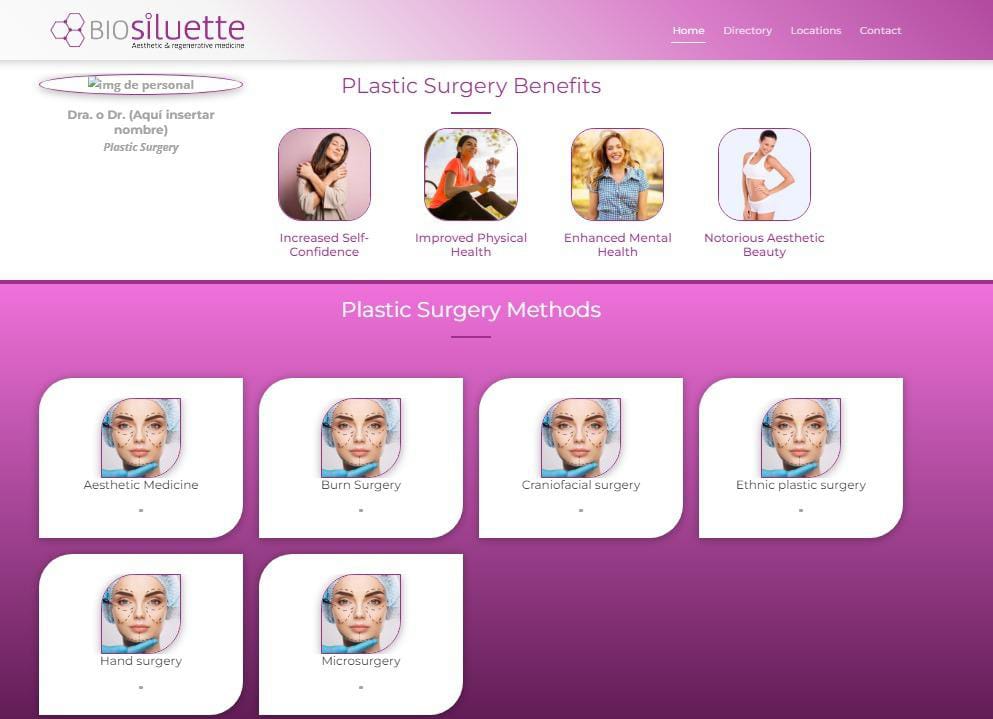 BIOsiluette
Aesthetic & regenerative medicine
Home Directory Locations Contact
img de personal
Dra. o Dr. (Aquí insertar
nombre)
Plastic Surgery
PLastic Surgery Benefits
Increased Self-
Confidence
Improved Physical
Health
Enhanced Mental
Health
Notorious Aesthetic
Beauty
Plastic Surgery Methods
Aesthetic Medicine
Burn Surgery
Craniofacial surgery
Ethnic plastic surgery
Hand surgery
Microsurgery